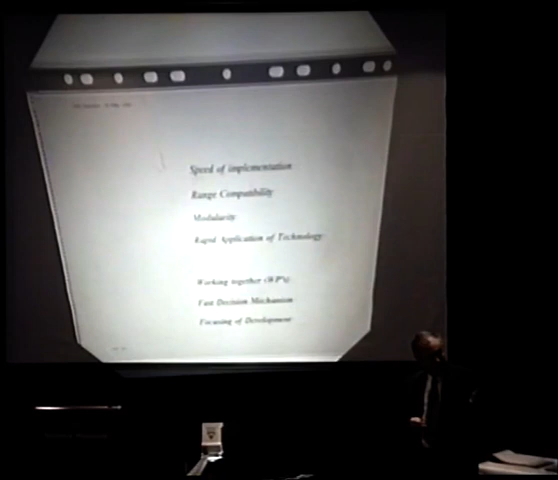 Speed of implementation
Range Compatibility
Modularity
Rapid Application of Technology
Working together (WP's)
Fast Decision Mechanism
Focusing of Development